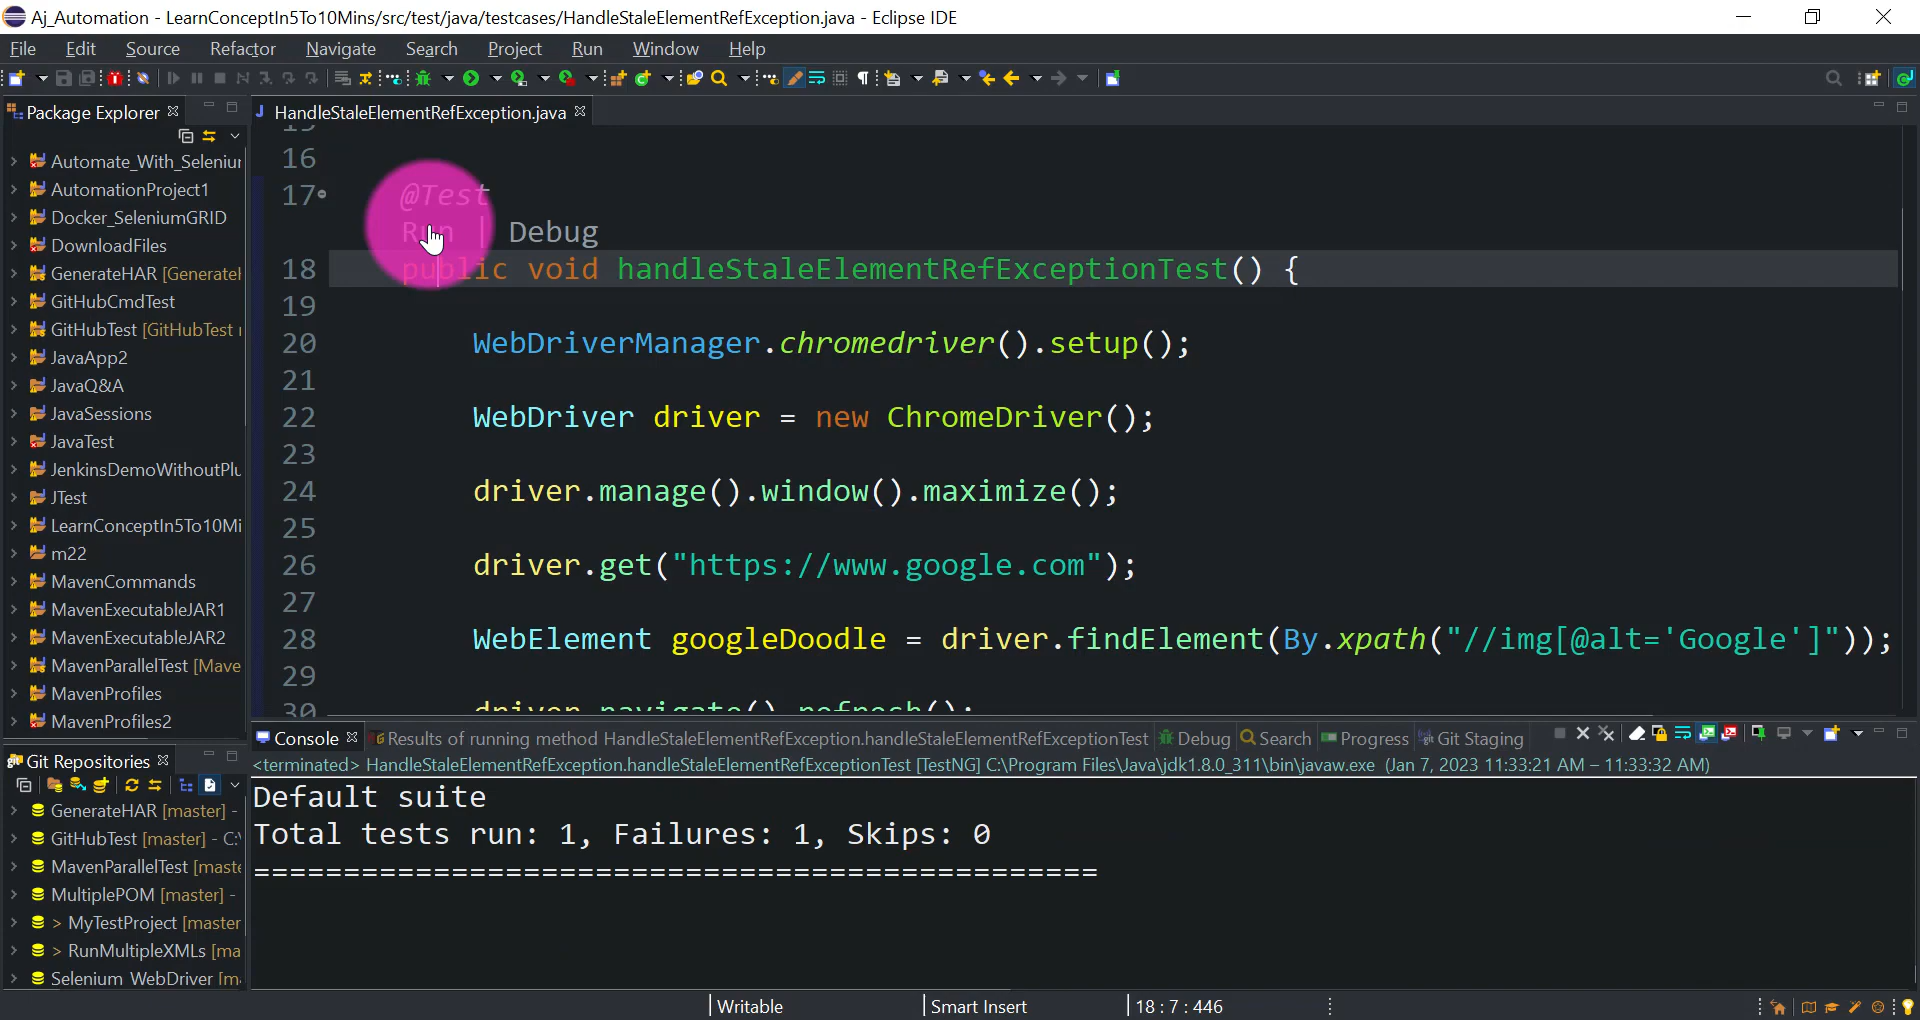 Aj_Automation - LearnConceptIn5To10Mins/src/test/java/testcases/HandleStaleElementRefException.java - Eclipse IDE
File Edit Source Refactor Navigate Search Project Run Window Help
Package Explorer
HandleStaleElementRefException.java
Automate_With_Seleniur
AutomationProject1
Docker_SeleniumGRID
DownloadFiles
GenerateHAR [Generatel
GitHubCmdTest
GitHubTest [GitHubTest r
JavaApp2
JavaQ&A
JavaSessions
JavaTest
JenkinsDemoWithoutPlu
JTest
LearnConceptIn5To10Mi
m22
MavenCommands
MavenExecutableJAR1
MavenExecutableJAR2
MavenParallelTest [Mave
MavenProfiles
MavenProfiles2
16
17 @Test
Run | Debug
18 public void handleStaleElementRefExceptionTest() {
19
20 WebDriverManager.chromedriver().setup();
21
22 WebDriver driver = new ChromeDriver();
23
24 driver.manage().window().maximize();
25
26 driver.get("https://www.google.com");
27
28 WebElement googleDoodle = driver.findElement(By.xpath("//img[@alt='Google']"));
29
30 driver.navigate().refresh();
Git Repositories
GenerateHAR [master] -
GitHubTest [master] - C:\
MavenParallelTest [maste
MultiplePOM [master] -
> MyTestProject [master
> RunMultipleXMLs [ma
Selenium WebDriver [m
Console Results of running method HandleStaleElementRefException.handleStaleElementRefExceptionTest Debug Search Progress Git Staging
<terminated> HandleStaleElementRefException.handleStaleElementRefExceptionTest [TestNG] C:\Program Files\Java\jdk1.8.0_311\bin\javaw.exe (Jan 7, 2023 11:33:21 AM – 11:33:32 AM)
Default suite
Total tests run: 1, Failures: 1, Skips: 0
===============================================
Writable Smart Insert 18 : 7 : 446